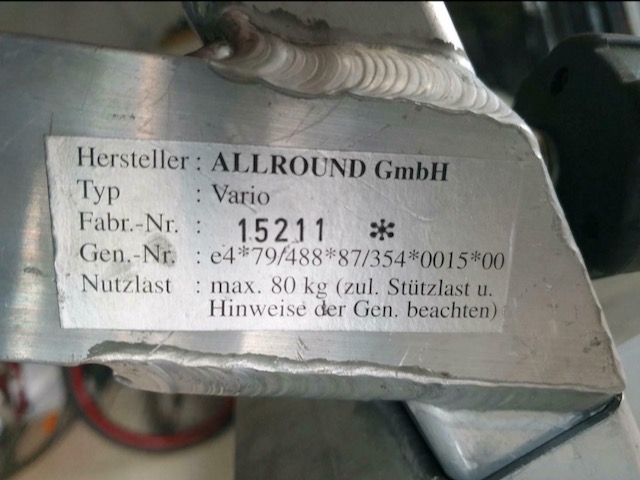 Hersteller : ALLROUND GmbH
Typ : Vario
Fabr.-Nr. : 15211 *
Gen.-Nr. : e4*79/488*87/354*0015*00
Nutzlast : max. 80 kg (zul. Stützlast u.
Hinweise der Gen. beachten)